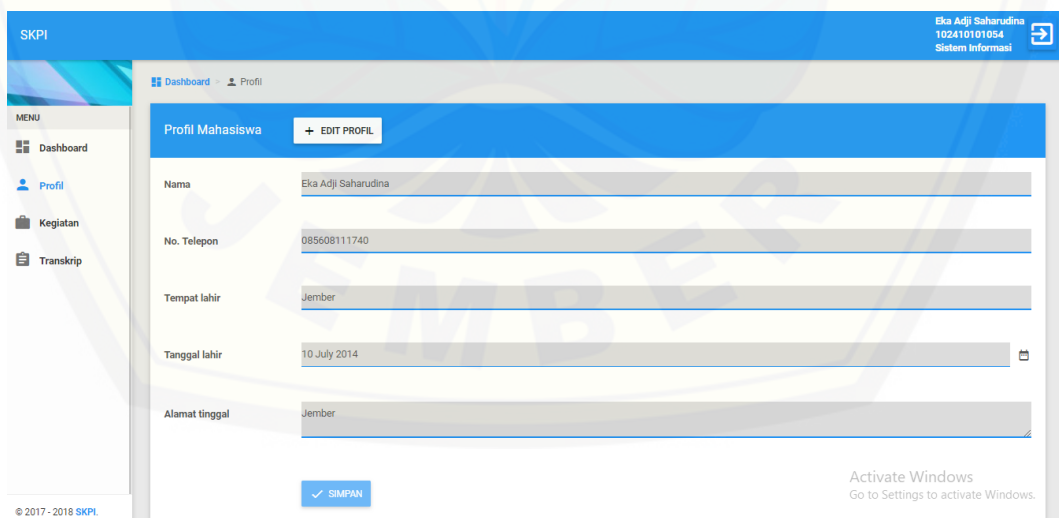 SKPI
Eka Adji Saharudina
102410101054
Sistem Informasi
Dashboard > Profil
MENU
Dashboard
Profil
Kegiatan
Transkrip
Profil Mahasiswa
+ EDIT PROFIL
Nama
Eka Adji Saharudina
No. Telepon
085608111740
Tempat lahir
Jember
Tanggal lahir
10 July 2014
Alamat tinggal
Jember
SIMPAN
JEMBER
Activate Windows
Go to Settings to activate Windows.
© 2017 - 2018 SKPI.